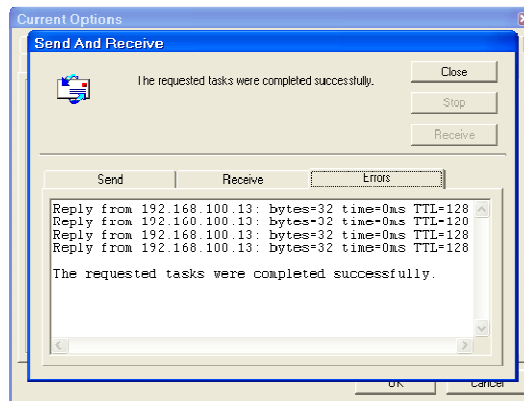 Current Options
Send And Receive
The requested tasks were completed successfully.
Close
Stop
Receive
Send
Receive
Errors
Reply from 192.168.100.13: bytes=32 time=0ms TTL=128
Reply from 192.160.100.13: bytes=32 time=0ms TTL=120
Reply from 192.168.100.13: bytes=32 time=0ms TTL=128
Reply from 192.168.100.13: bytes=32 time=0ms TTL=128
The requested tasks were completed successfully.
OK
Cancel